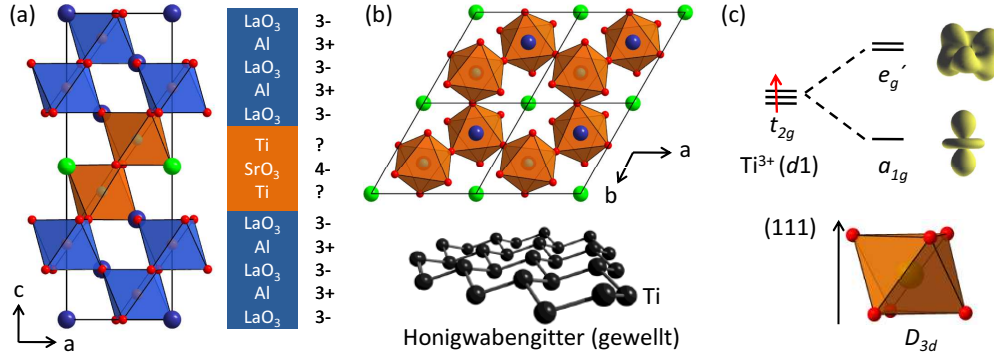 (a)
LaO3 3-
Al 3+
LaO3 3-
Al 3+
LaO3 3-
Ti ?
SrO3 4-
Ti ?
LaO3 3-
Al 3+
LaO3 3-
Al 3+
LaO3 3-
c
a
(b)
a
b
Ti
Honigwabengitter (gewellt)
(c)
eg´
t2g
Ti3+ (d1)
a1g
(111)
D3d